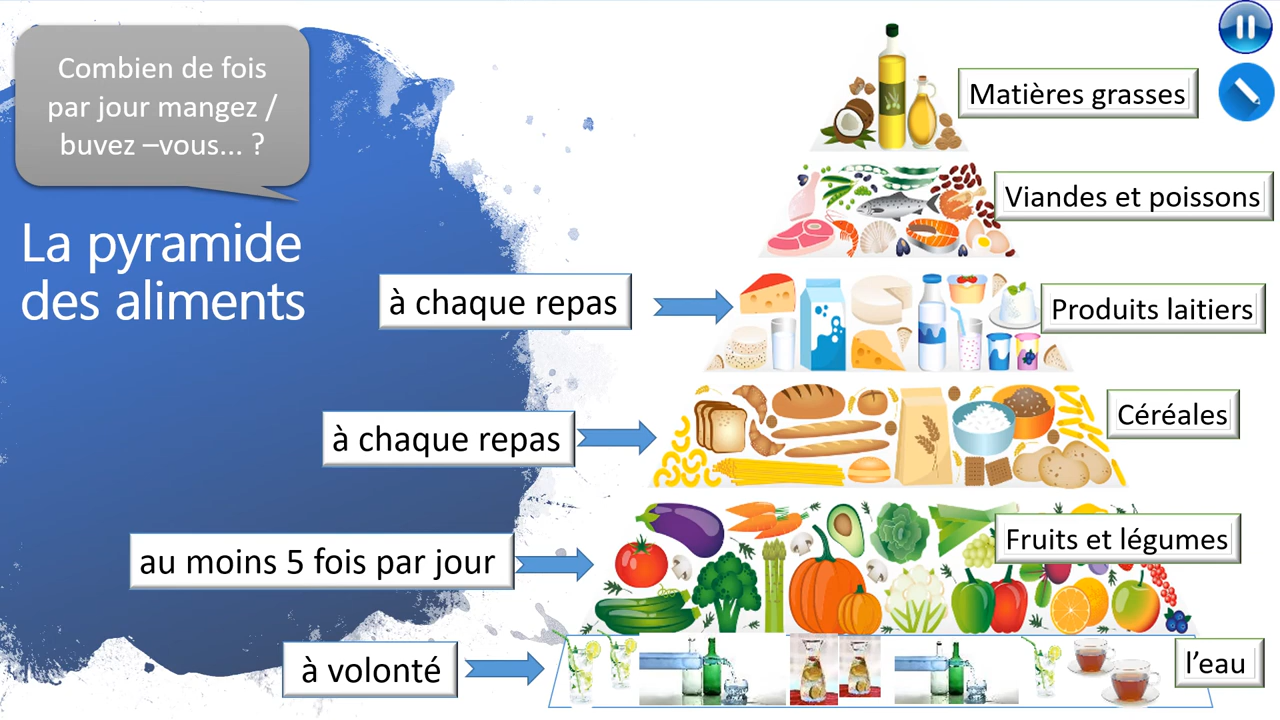 Combien de fois
par jour mangez /
buvez –vous... ?
La pyramide
des aliments
Matières grasses
Viandes et poissons
à chaque repas
Produits laitiers
à chaque repas
Céréales
au moins 5 fois par jour
Fruits et légumes
à volonté
l’eau